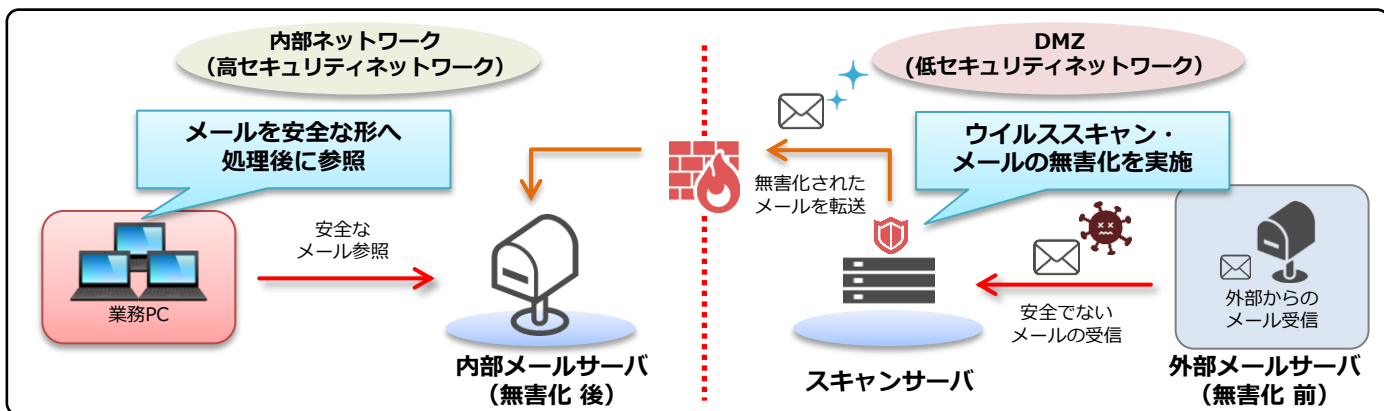 内部ネットワーク
（高セキュリティネットワーク）
DMZ
(低セキュリティネットワーク）
メールを安全な形へ
処理後に参照
ウイルススキャン・
メールの無害化を実施
無害化された
メールを転送
安全な
メール参照
業務PC
安全でない
メールの受信
外部からの
メール受信
内部メールサーバ
（無害化 後）
スキャンサーバ
外部メールサーバ
（無害化 前）